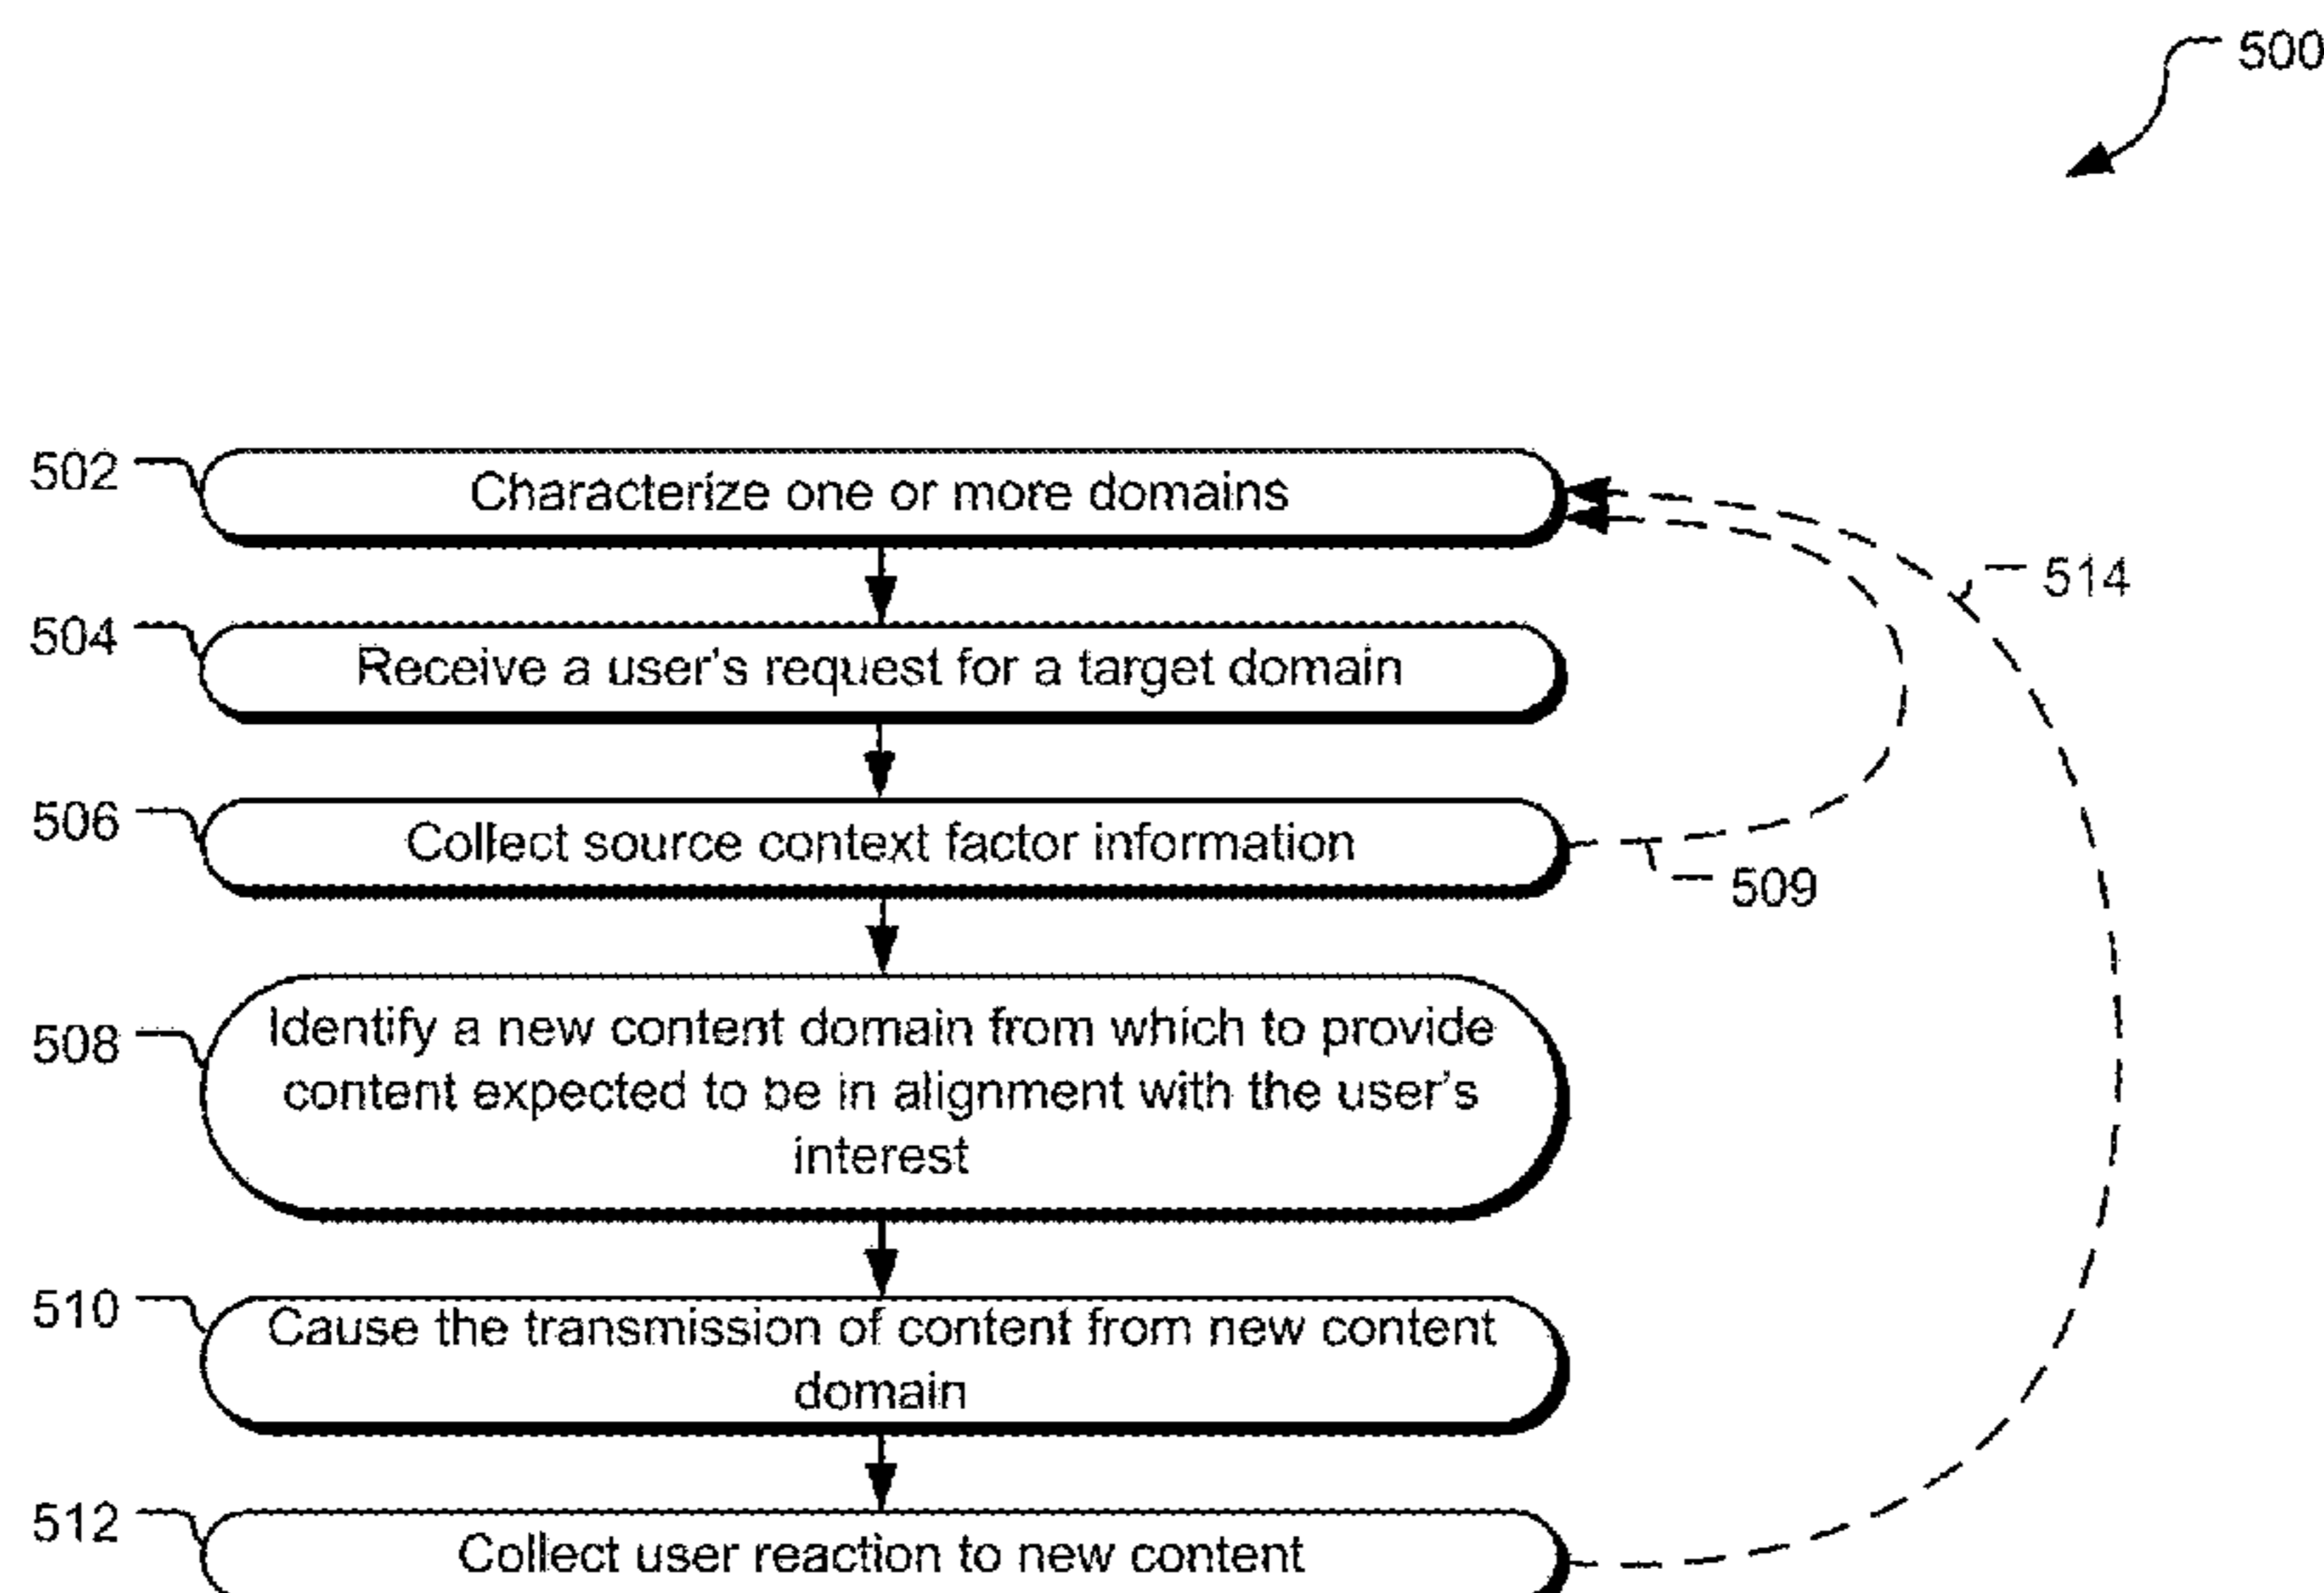 500
502
Characterize one or more domains
514
504
Receive a user's request for a target domain
506
Collect source context factor information
509
508
Identify a new content domain from which to provide
content expected to be in alignment with the user's
interest
510
Cause the transmission of content from new content
domain
512
Collect user reaction to new content